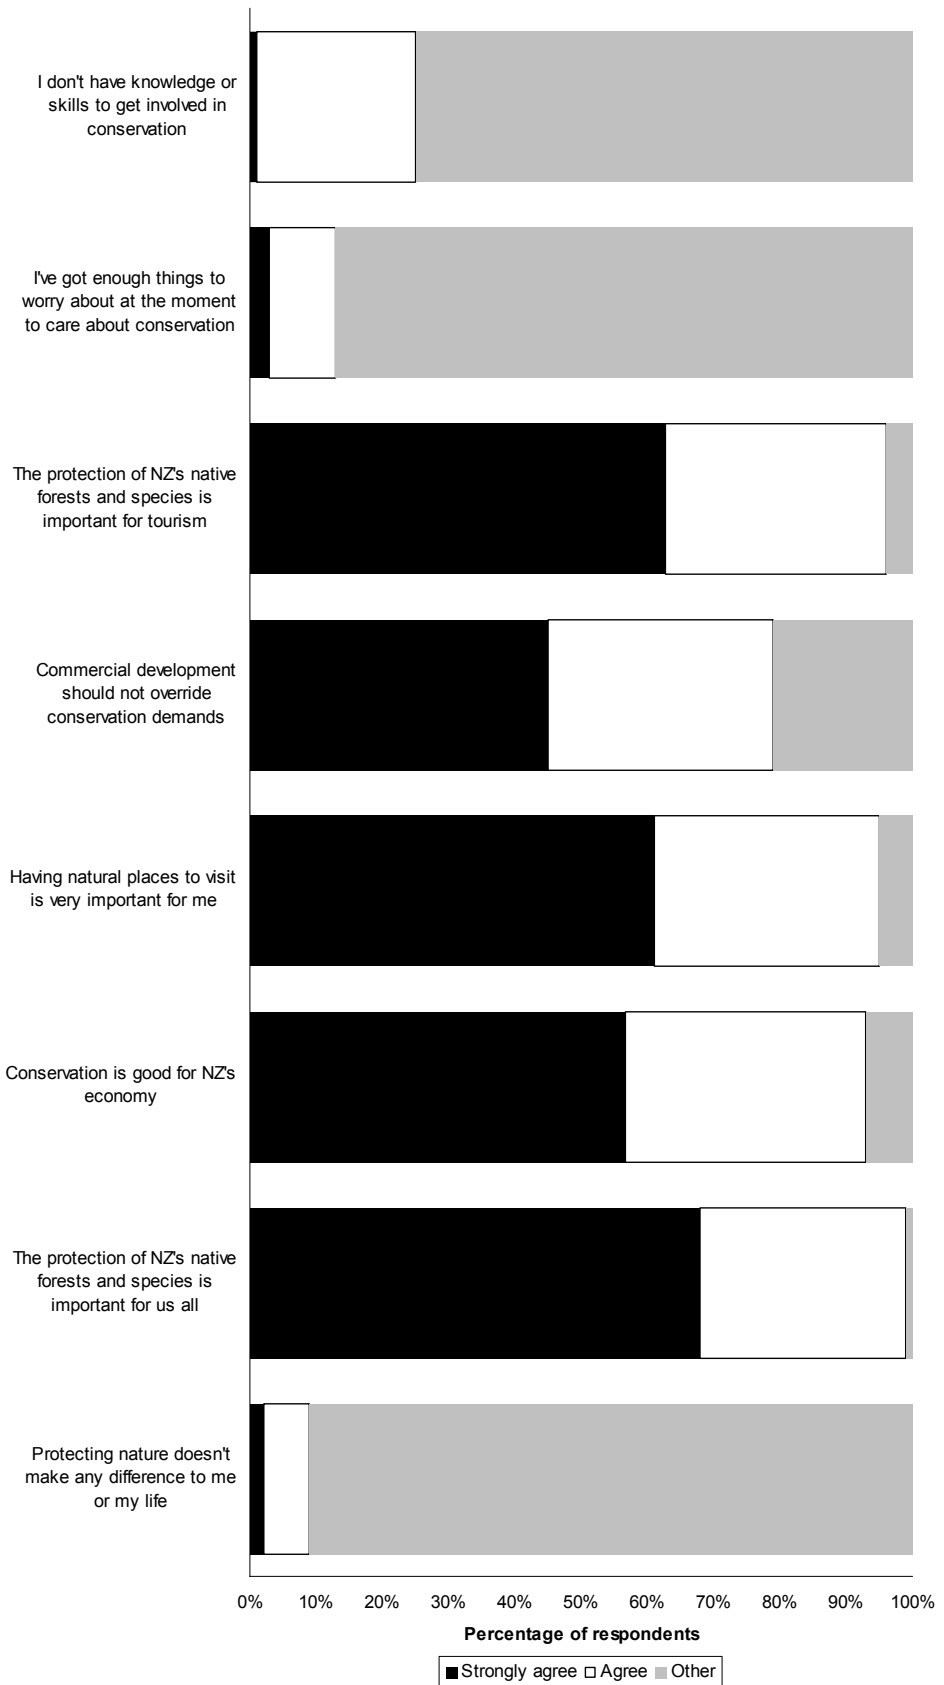 I don't have knowledge or
skills to get involved in
conservation
I've got enough things to
worry about at the moment
to care about conservation
The protection of NZ's native
forests and species is
important for tourism
Commercial development
should not override
conservation demands
Having natural places to visit
is very important for me
Conservation is good for NZ's
economy
The protection of NZ's native
forests and species is
important for us all
Protecting nature doesn't
make any difference to me
or my life
0% 10% 20% 30% 40% 50% 60% 70% 80% 90% 100%
Percentage of respondents
Strongly agree Agree Other